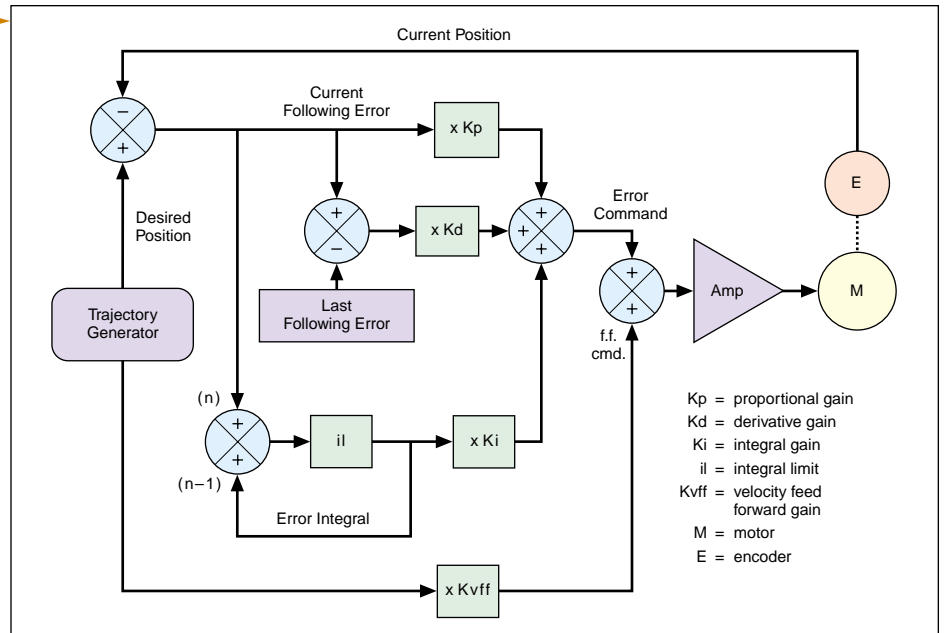 Current Position
−
+
Current
Following Error
x Kp
E
Desired
Position
+
−
x Kd
+
+
+
Error
Command
+
+
Amp
M
Trajectory
Generator
Last
Following Error
f.f.
cmd.
(n)
+
+
(n−1)
il
x Ki
Error Integral
x Kvff
Kp = proportional gain
Kd = derivative gain
Ki = integral gain
il = integral limit
Kvff = velocity feed
forward gain
M = motor
E = encoder